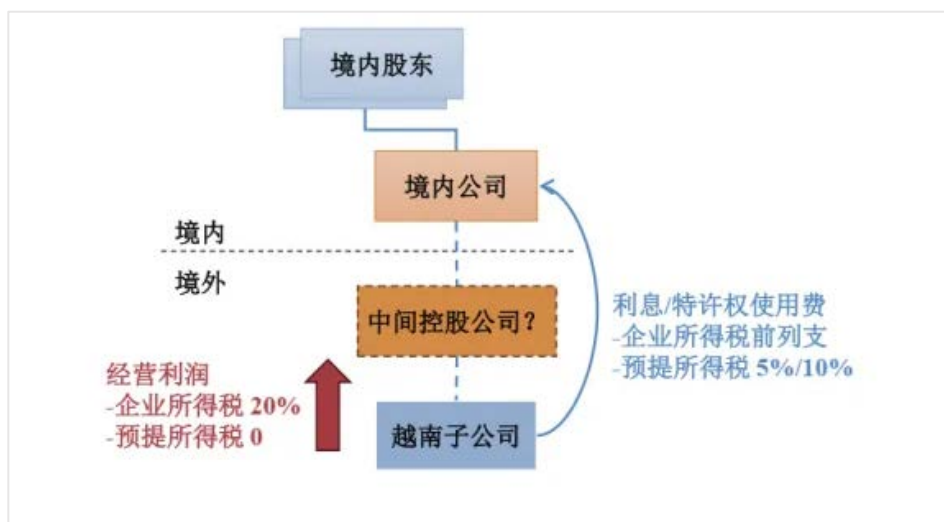 境内股东
境内公司
境内
境外
中间控股公司?
利息/特许权使用费
-企业所得税前列支
-预提所得税 5%/10%
经营利润
-企业所得税 20%
-预提所得税 0
越南子公司